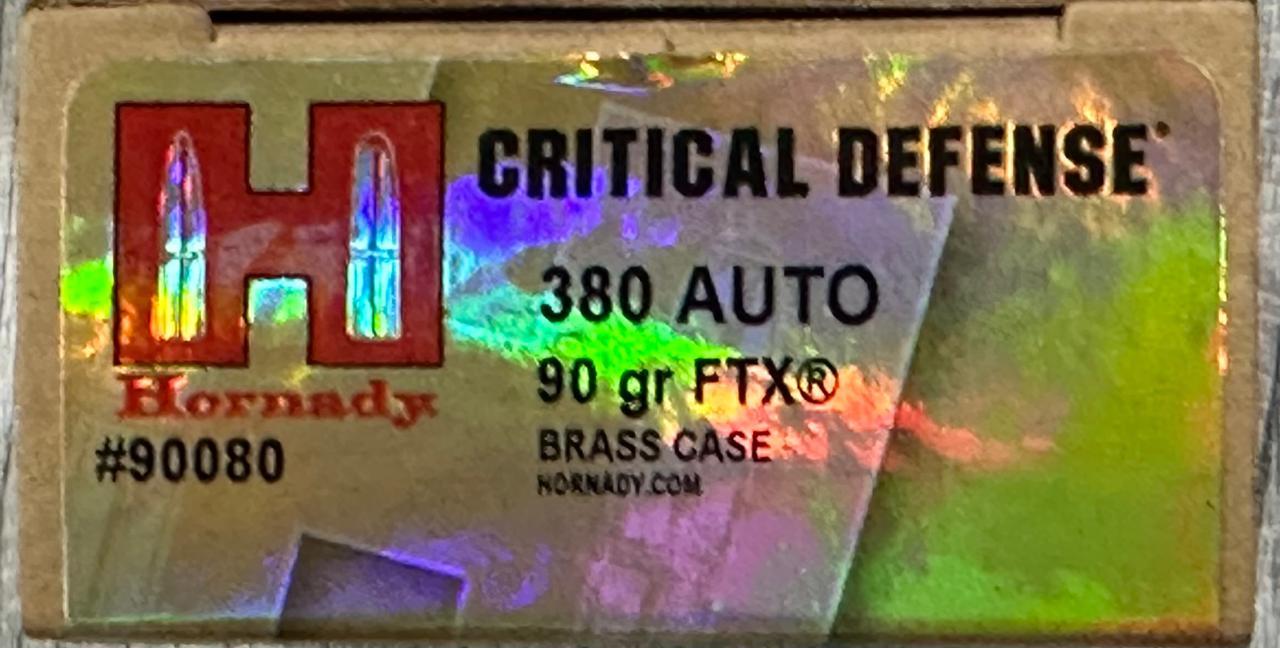 CRITICAL DEFENSE®
380 AUTO
90 gr FTX®
BRASS CASE
HORNADY.COM
H
Hornady
#90080